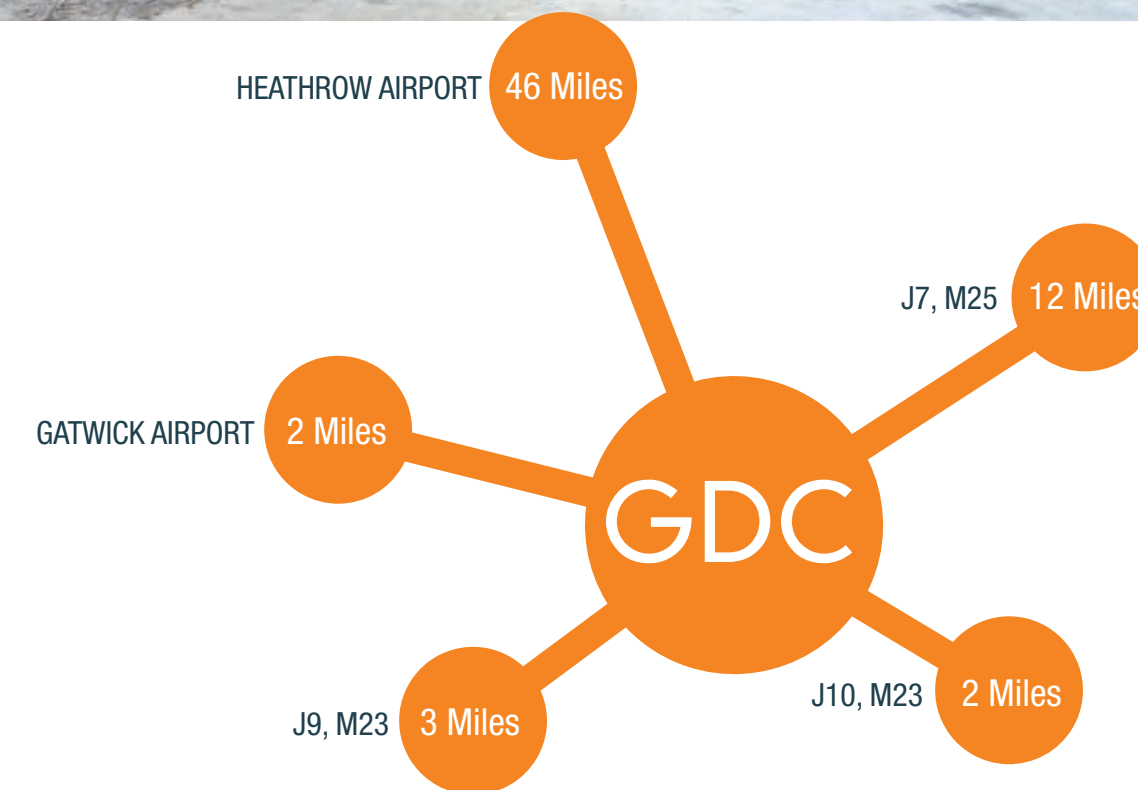 HEATHROW AIRPORT 46 Miles
J7, M25 12 Miles
GATWICK AIRPORT 2 Miles
GDC
J10, M23 2 Miles
J9, M23 3 Miles